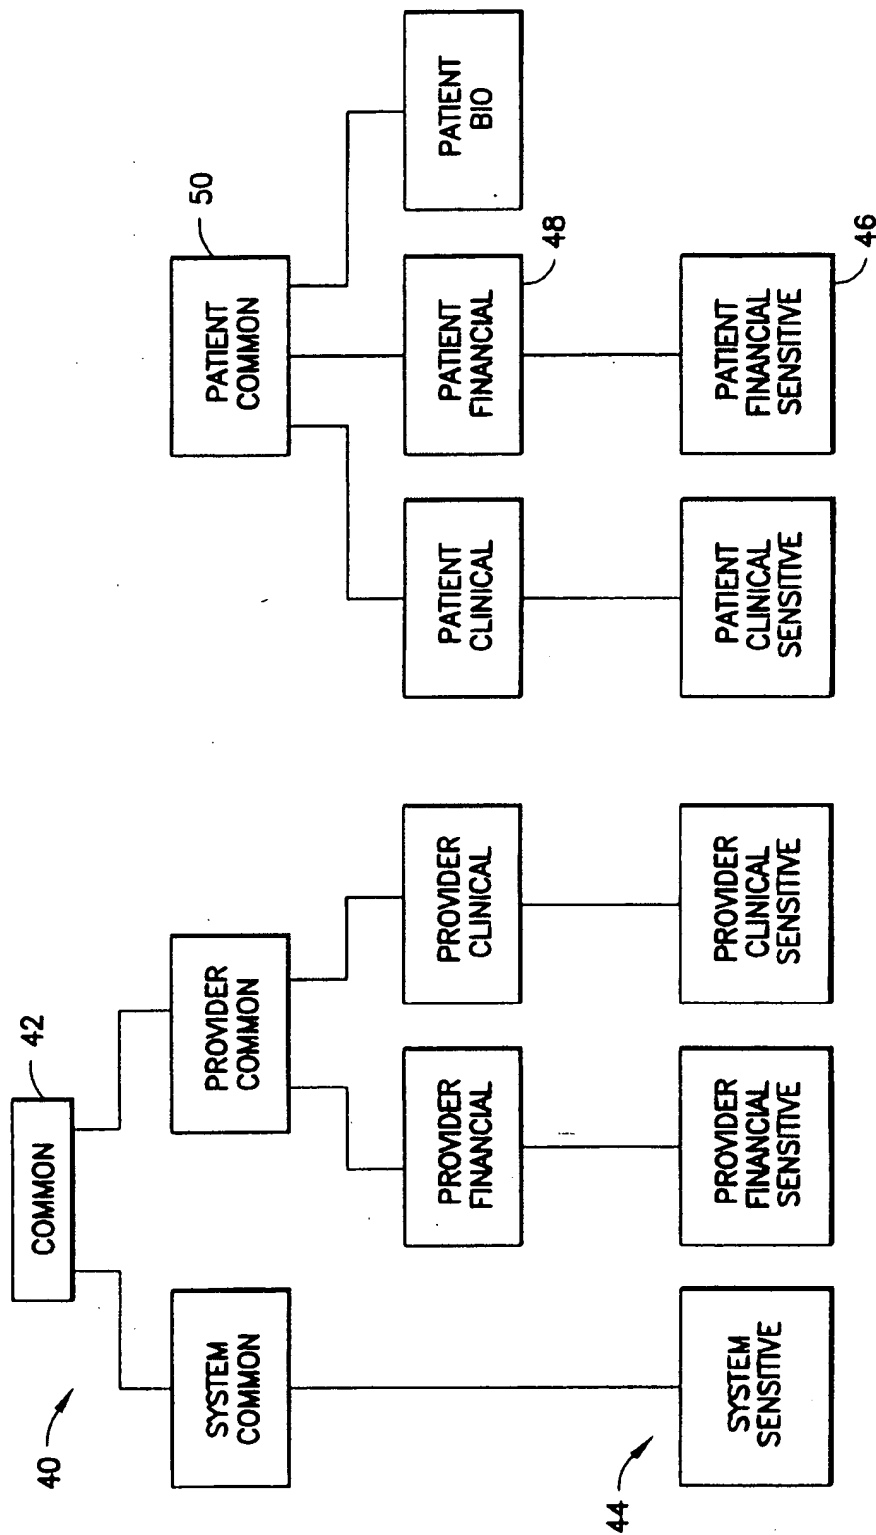 40
COMMON
42
SYSTEM
COMMON
PROVIDER
COMMON
PATIENT
COMMON
50
PROVIDER
FINANCIAL
PROVIDER
CLINICAL
PATIENT
CLINICAL
PATIENT
FINANCIAL
48
PATIENT
BIO
44
SYSTEM
SENSITIVE
PROVIDER
FINANCIAL
SENSITIVE
PROVIDER
CLINICAL
SENSITIVE
PATIENT
CLINICAL
SENSITIVE
PATIENT
FINANCIAL
SENSITIVE
46